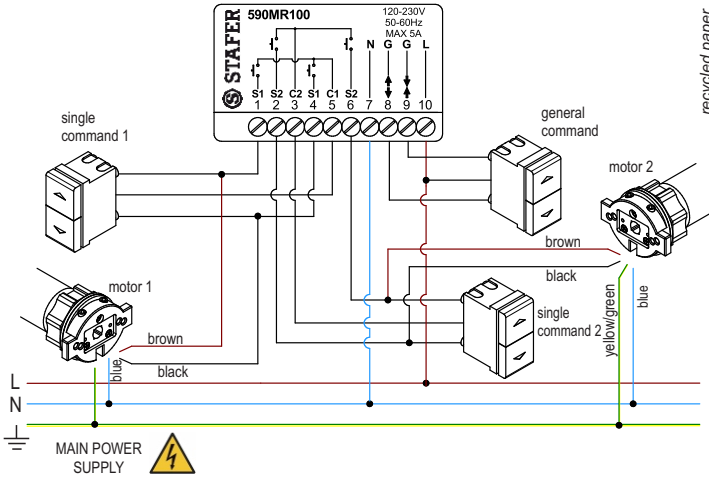 STAFER
590MR100
120-230V
50-60Hz
MAX 5A
N G G L
S1 S2 C2 S1 C1 S2
1 2 3 4 5 6 7 8 9 10
recycled paper
single
command 1
general
command
motor 2
brown
black
motor 1
single
command 2
yellow/green
blue
brown
blue
black
L
N
MAIN POWER
SUPPLY